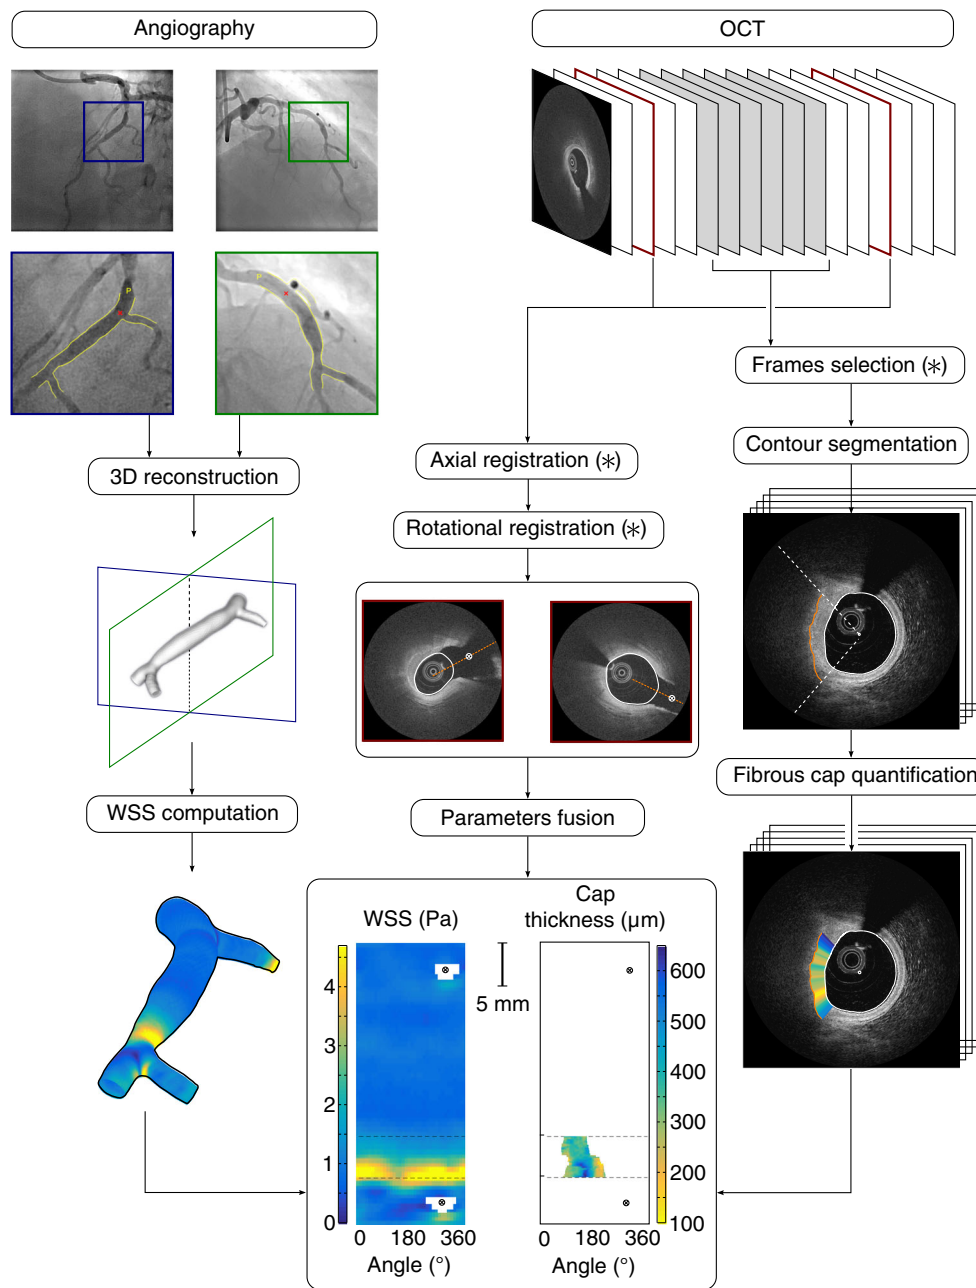 Angiography
OCT
P
P
Frames selection (*)
Contour segmentation
Axial registration (*)
3D reconstruction
Rotational registration (*)
Fibrous cap quantification
WSS computation
Parameters fusion
WSS (Pa)
Cap
thickness (µm)
4
3
2
1
0
5 mm
600
500
400
300
200
100
0 180 360
0 180 360
Angle (°)
Angle (°)